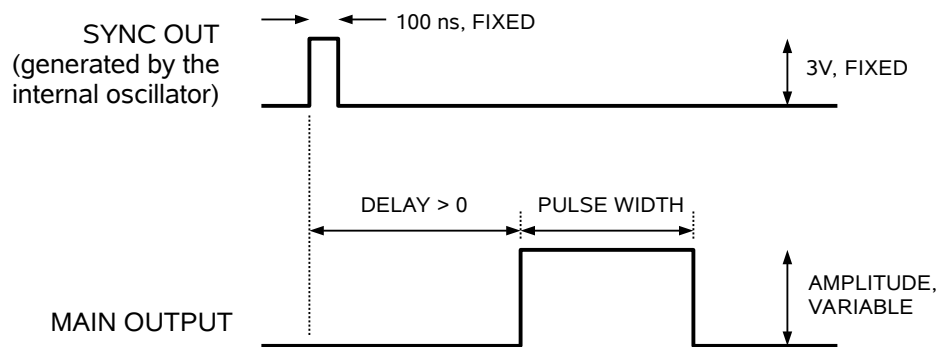 100 ns, FIXED
SYNC OUT
(generated by the
internal oscillator)
3V, FIXED
DELAY > 0
PULSE WIDTH
AMPLITUDE,
VARIABLE
MAIN OUTPUT